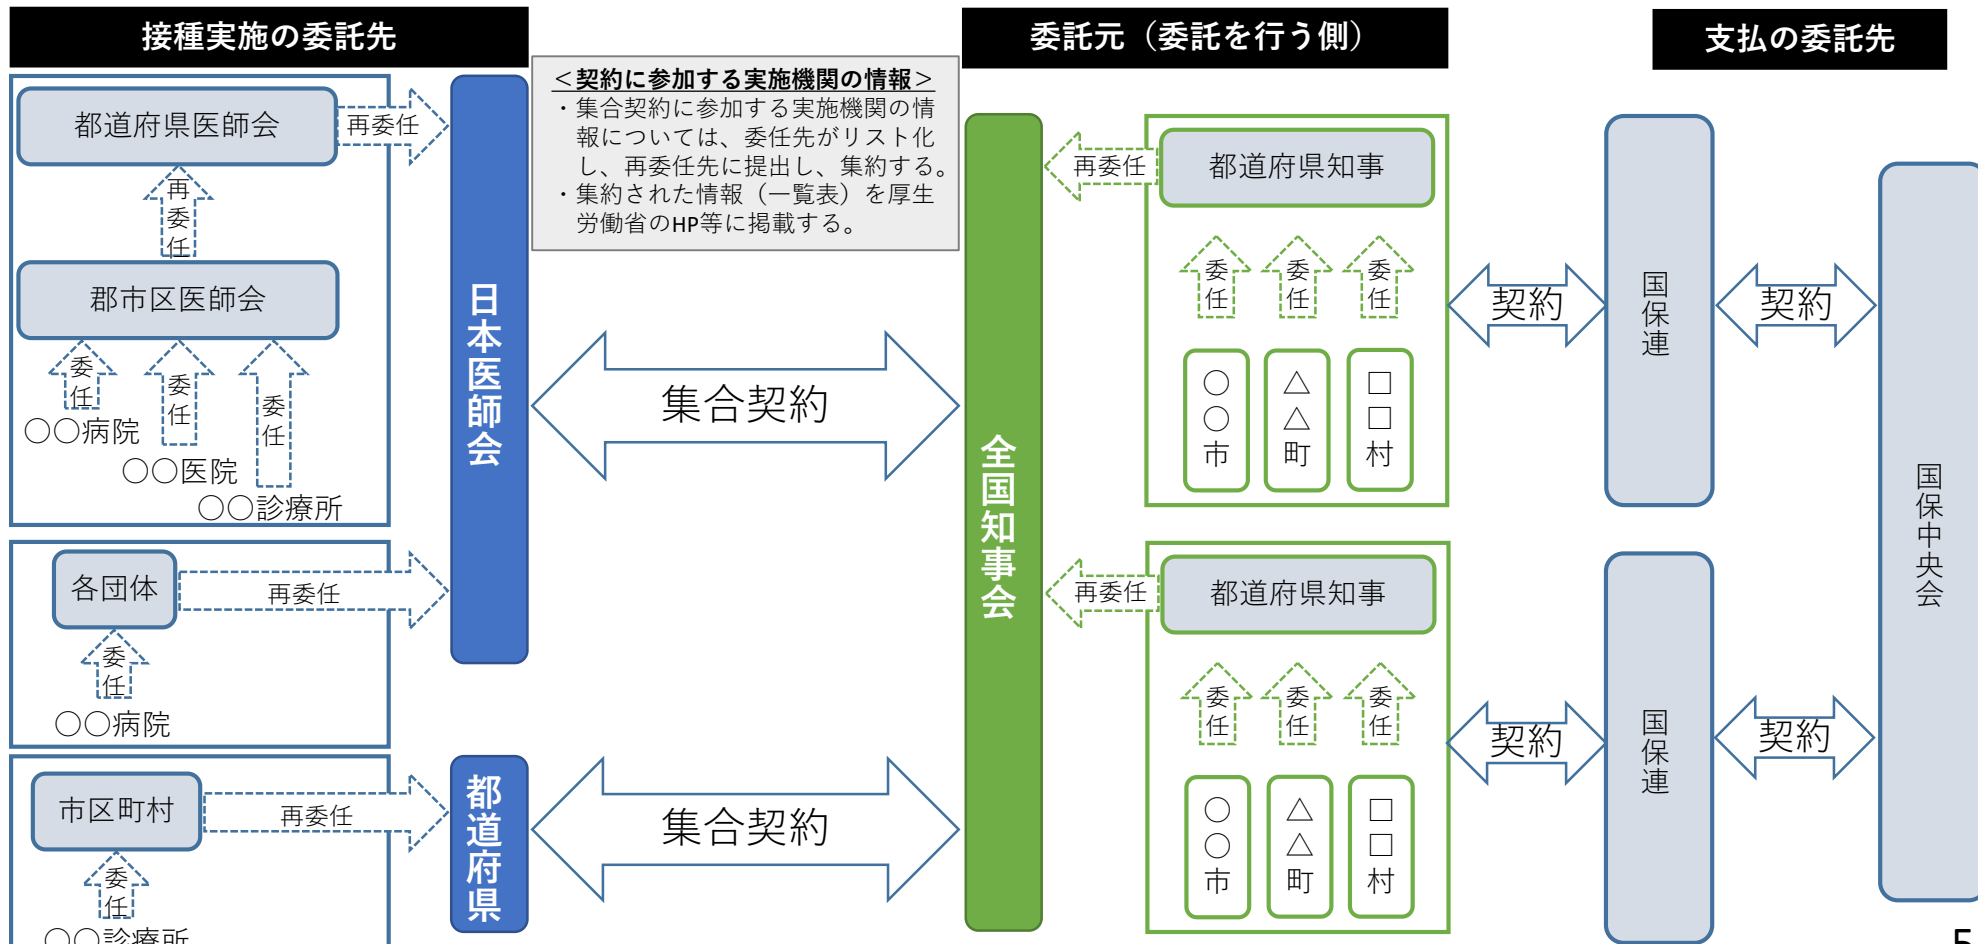 接種実施の委託先
委託元（委託を行う側）
支払の委託先
都道府県医師会
再委任
再委任
郡市区医師会
委任
委任
委任
〇〇病院
〇〇医院
〇〇診療所
各団体
再委任
委任
〇〇病院
市区町村
再委任
委任
〇〇診療所
日本医師会
都道府県
＜契約に参加する実施機関の情報＞
・集合契約に参加する実施機関の情
報については、委任先がリスト化
し、再委任先に提出し、集約する。
・集約された情報（一覧表）を厚生
労働省のHP等に掲載する。
集合契約
集合契約
全国知事会
再委任
都道府県知事
委任
委任
委任
〇〇市
△△町
□□村
再委任
都道府県知事
委任
委任
委任
〇〇市
△△町
□□村
契約
国保連
契約
契約
国保連
契約
国保中央会
5